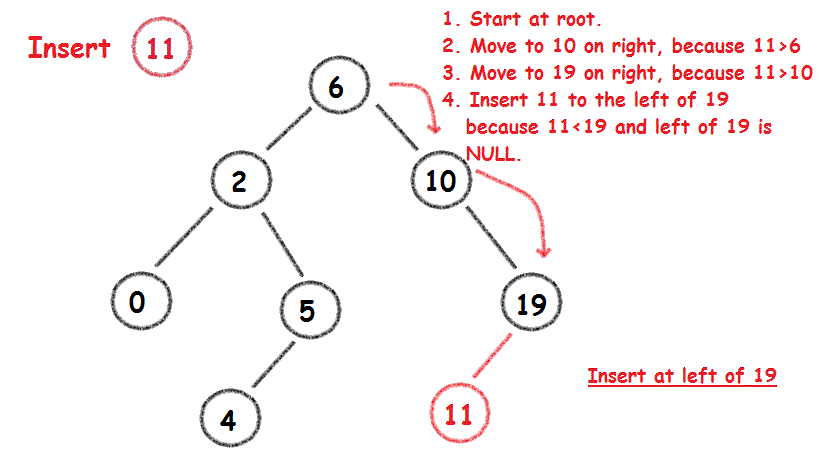 Insert 11
1. Start at root.
2. Move to 10 on right, because 11>6
3. Move to 19 on right, because 11>10
4. Insert 11 to the left of 19
because 11<19 and left of 19 is
NULL.
6
2
10
0
5
19
4
11
Insert at left of 19